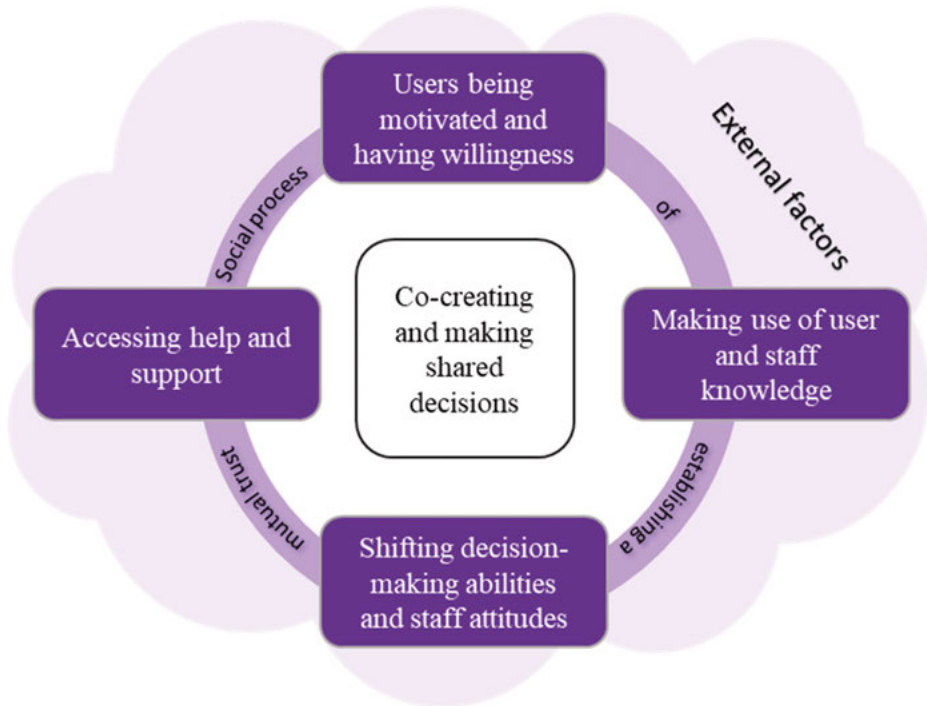 Users being
motivated and
having willingness
External factors
Social process
of
Accessing help and
support
Co-creating
and making
shared
decisions
Making use of user
and staff
knowledge
mutual trust
establishing a
Shifting decision-
making abilities
and staff attitudes